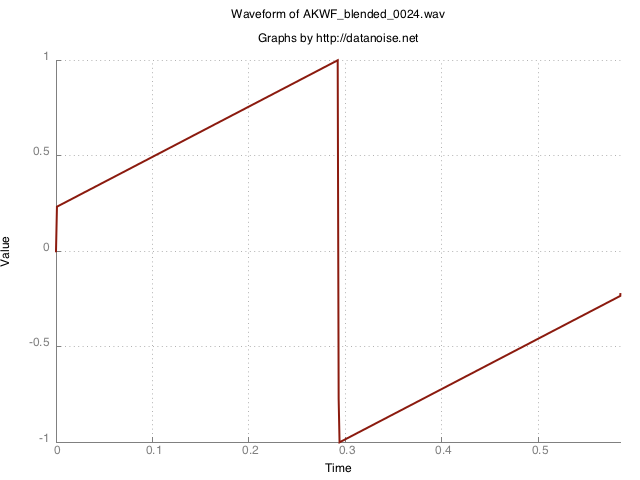 Waveform of AKWF_blended_0024.wav
Graphs by http://datanoise.net
1
0.5
0
-0.5
-1
Value
0 0.1 0.2 0.3 0.4 0.5
Time